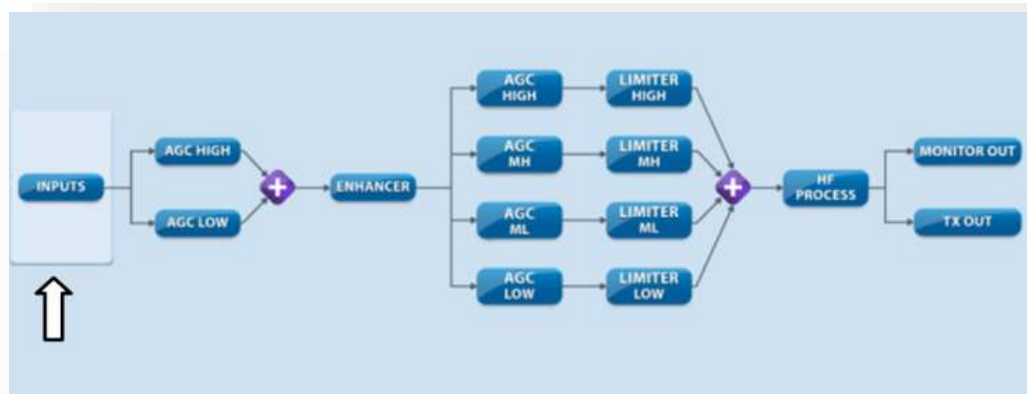 INPUTS
AGC HIGH
AGC LOW
ENHANCER
AGC
HIGH
LIMITER
HIGH
AGC
MH
LIMITER
MH
AGC
ML
LIMITER
ML
AGC
LOW
LIMITER
LOW
HF
PROCESS
MONITOR OUT
TX OUT